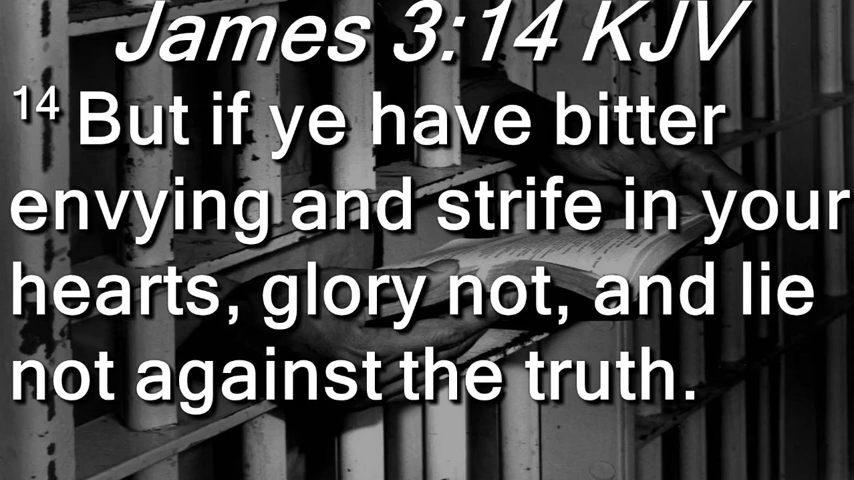 James 3:14 KJV
14 But if ye have bitter
envying and strife in your
hearts, glory not, and lie
not against the truth.